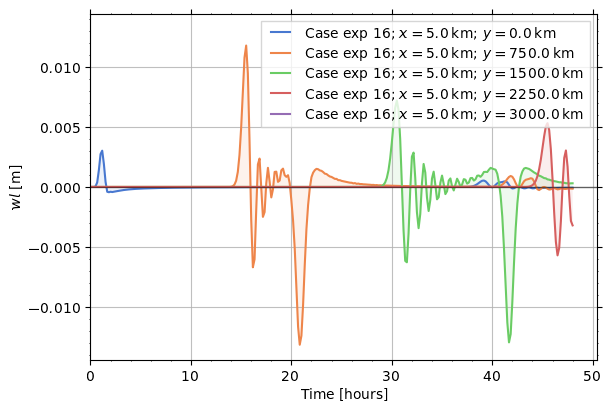 Case exp 16; x = 5.0 km; y = 0.0 km
Case exp 16; x = 5.0 km; y = 750.0 km
Case exp 16; x = 5.0 km; y = 1500.0 km
Case exp 16; x = 5.0 km; y = 2250.0 km
Case exp 16; x = 5.0 km; y = 3000.0 km
0.010
0.005
0.000
−0.005
−0.010
wl [m]
0 10 20 30 40 50
Time [hours]